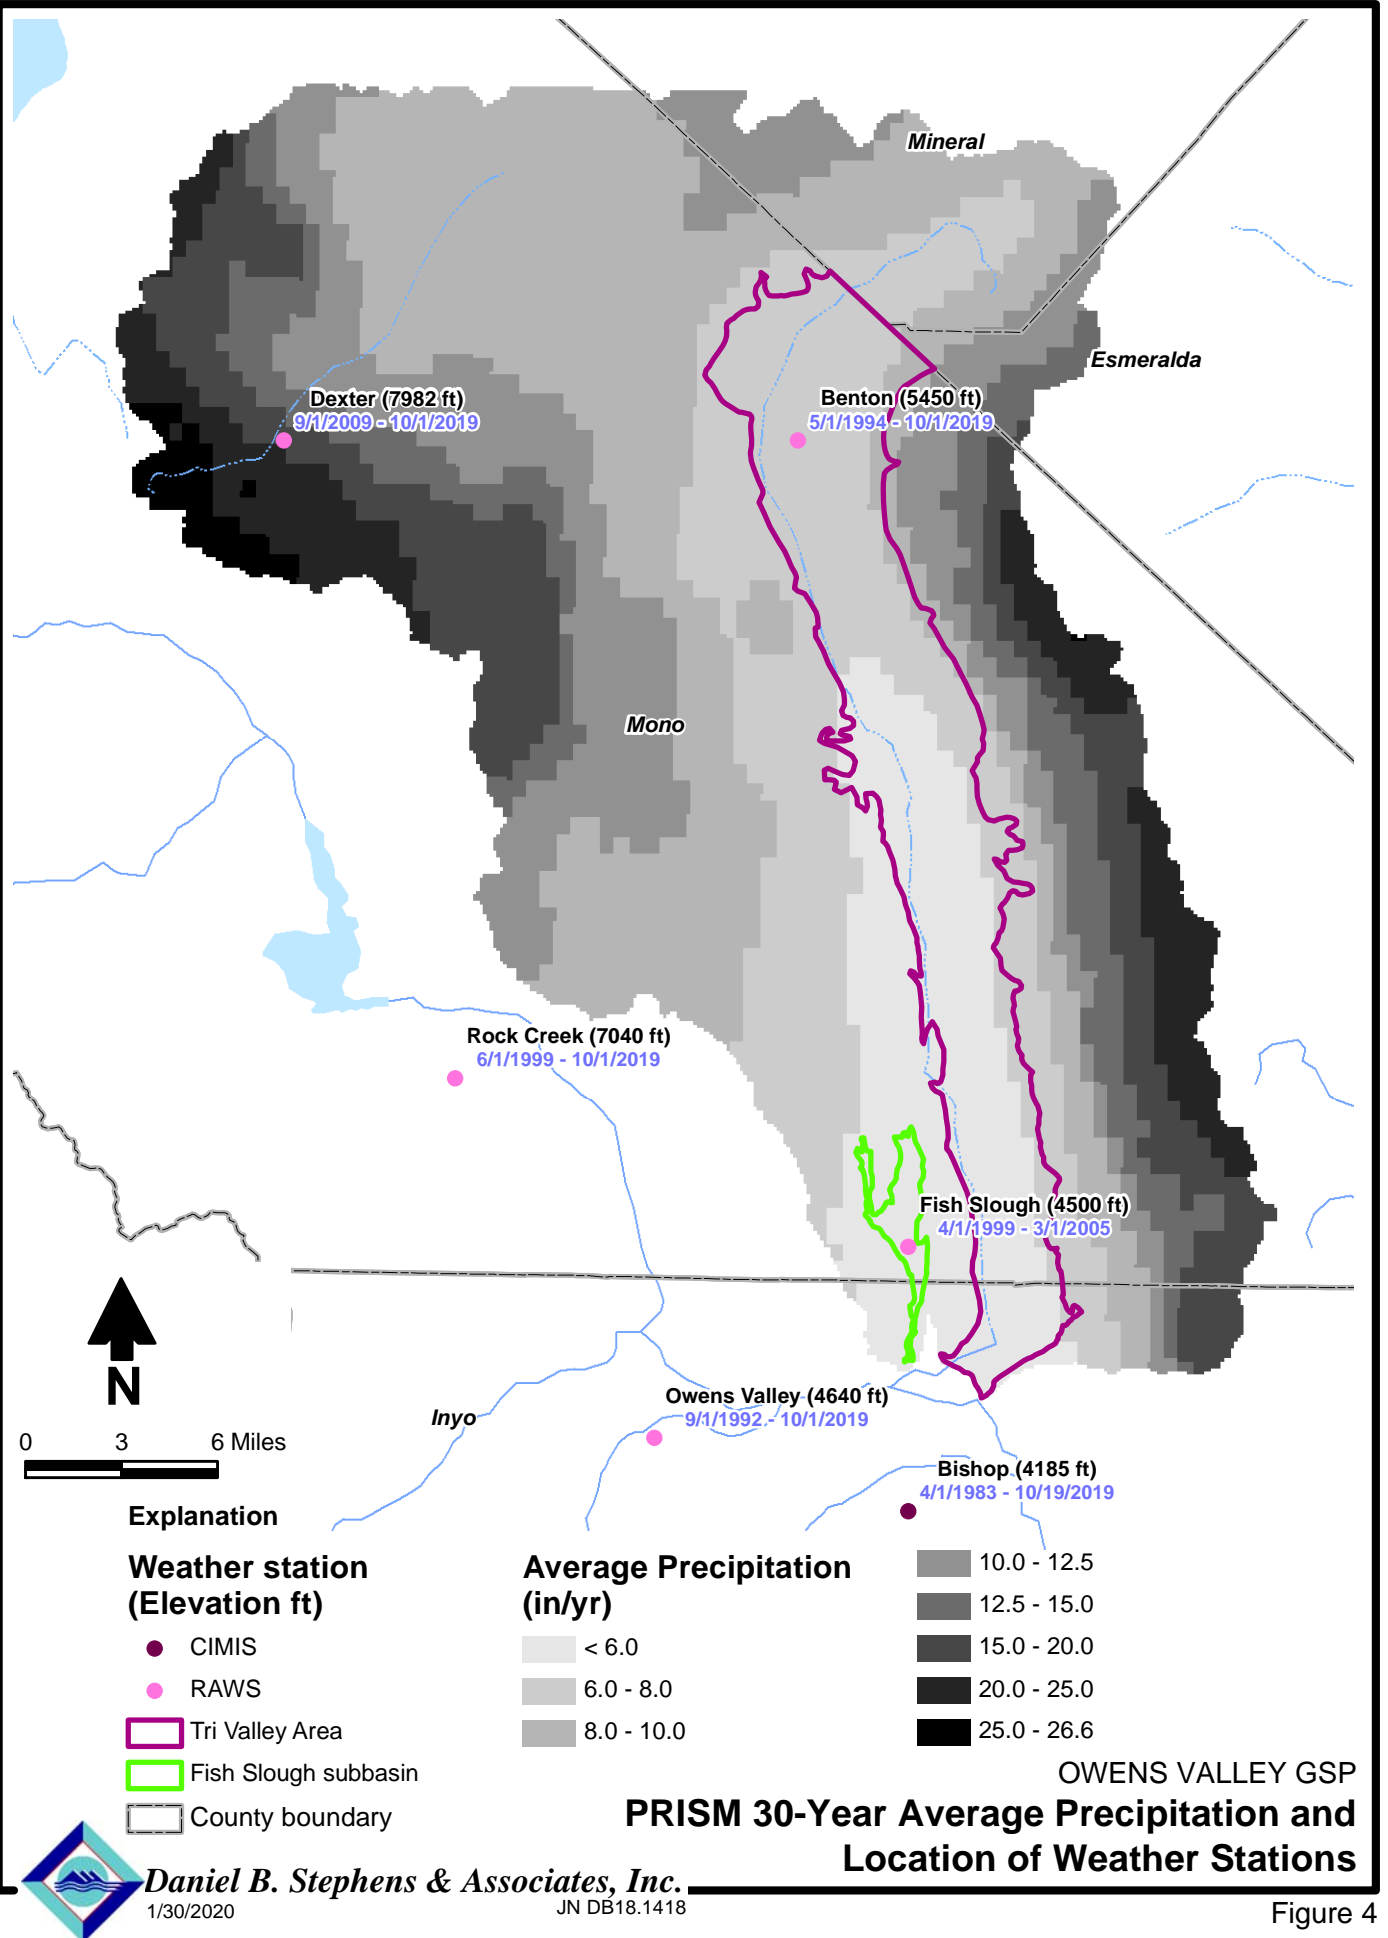 Mineral
Esmeralda
Dexter (7982 ft)
9/1/2009 - 10/1/2019
Benton (5450 ft)
5/1/1994 - 10/1/2019
Mono
Rock Creek (7040 ft)
6/1/1999 - 10/1/2019
Fish Slough (4500 ft)
4/1/1999 - 3/1/2005
N
Owens Valley (4640 ft)
9/1/1992 - 10/1/2019
Inyo
0 3 6 Miles
Bishop (4185 ft)
4/1/1983 - 10/19/2019
Explanation
Weather station
(Elevation ft)
CIMIS
RAWS
Tri Valley Area
Fish Slough subbasin
County boundary
Average Precipitation
(in/yr)
< 6.0
6.0 - 8.0
8.0 - 10.0
10.0 - 12.5
12.5 - 15.0
15.0 - 20.0
20.0 - 25.0
25.0 - 26.6
OWENS VALLEY GSP
PRISM 30-Year Average Precipitation and
Location of Weather Stations
Daniel B. Stephens & Associates, Inc.
1/30/2020
JN DB18.1418
Figure 4